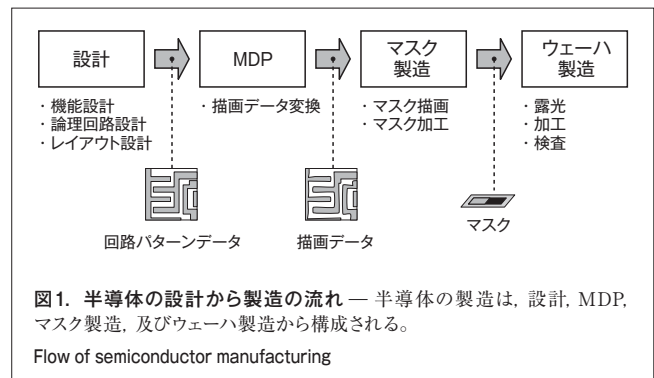 設計
MDP
マスク
製造
ウェーハ
製造
・機能設計
・論理回路設計
・レイアウト設計
・描画データ変換
・マスク描画
・マスク加工
・露光
・加工
・検査
回路パターンデータ
描画データ
マスク
図1. 半導体の設計から製造の流れ — 半導体の製造は, 設計, MDP,
マスク製造, 及びウェーハ製造から構成される。
Flow of semiconductor manufacturing